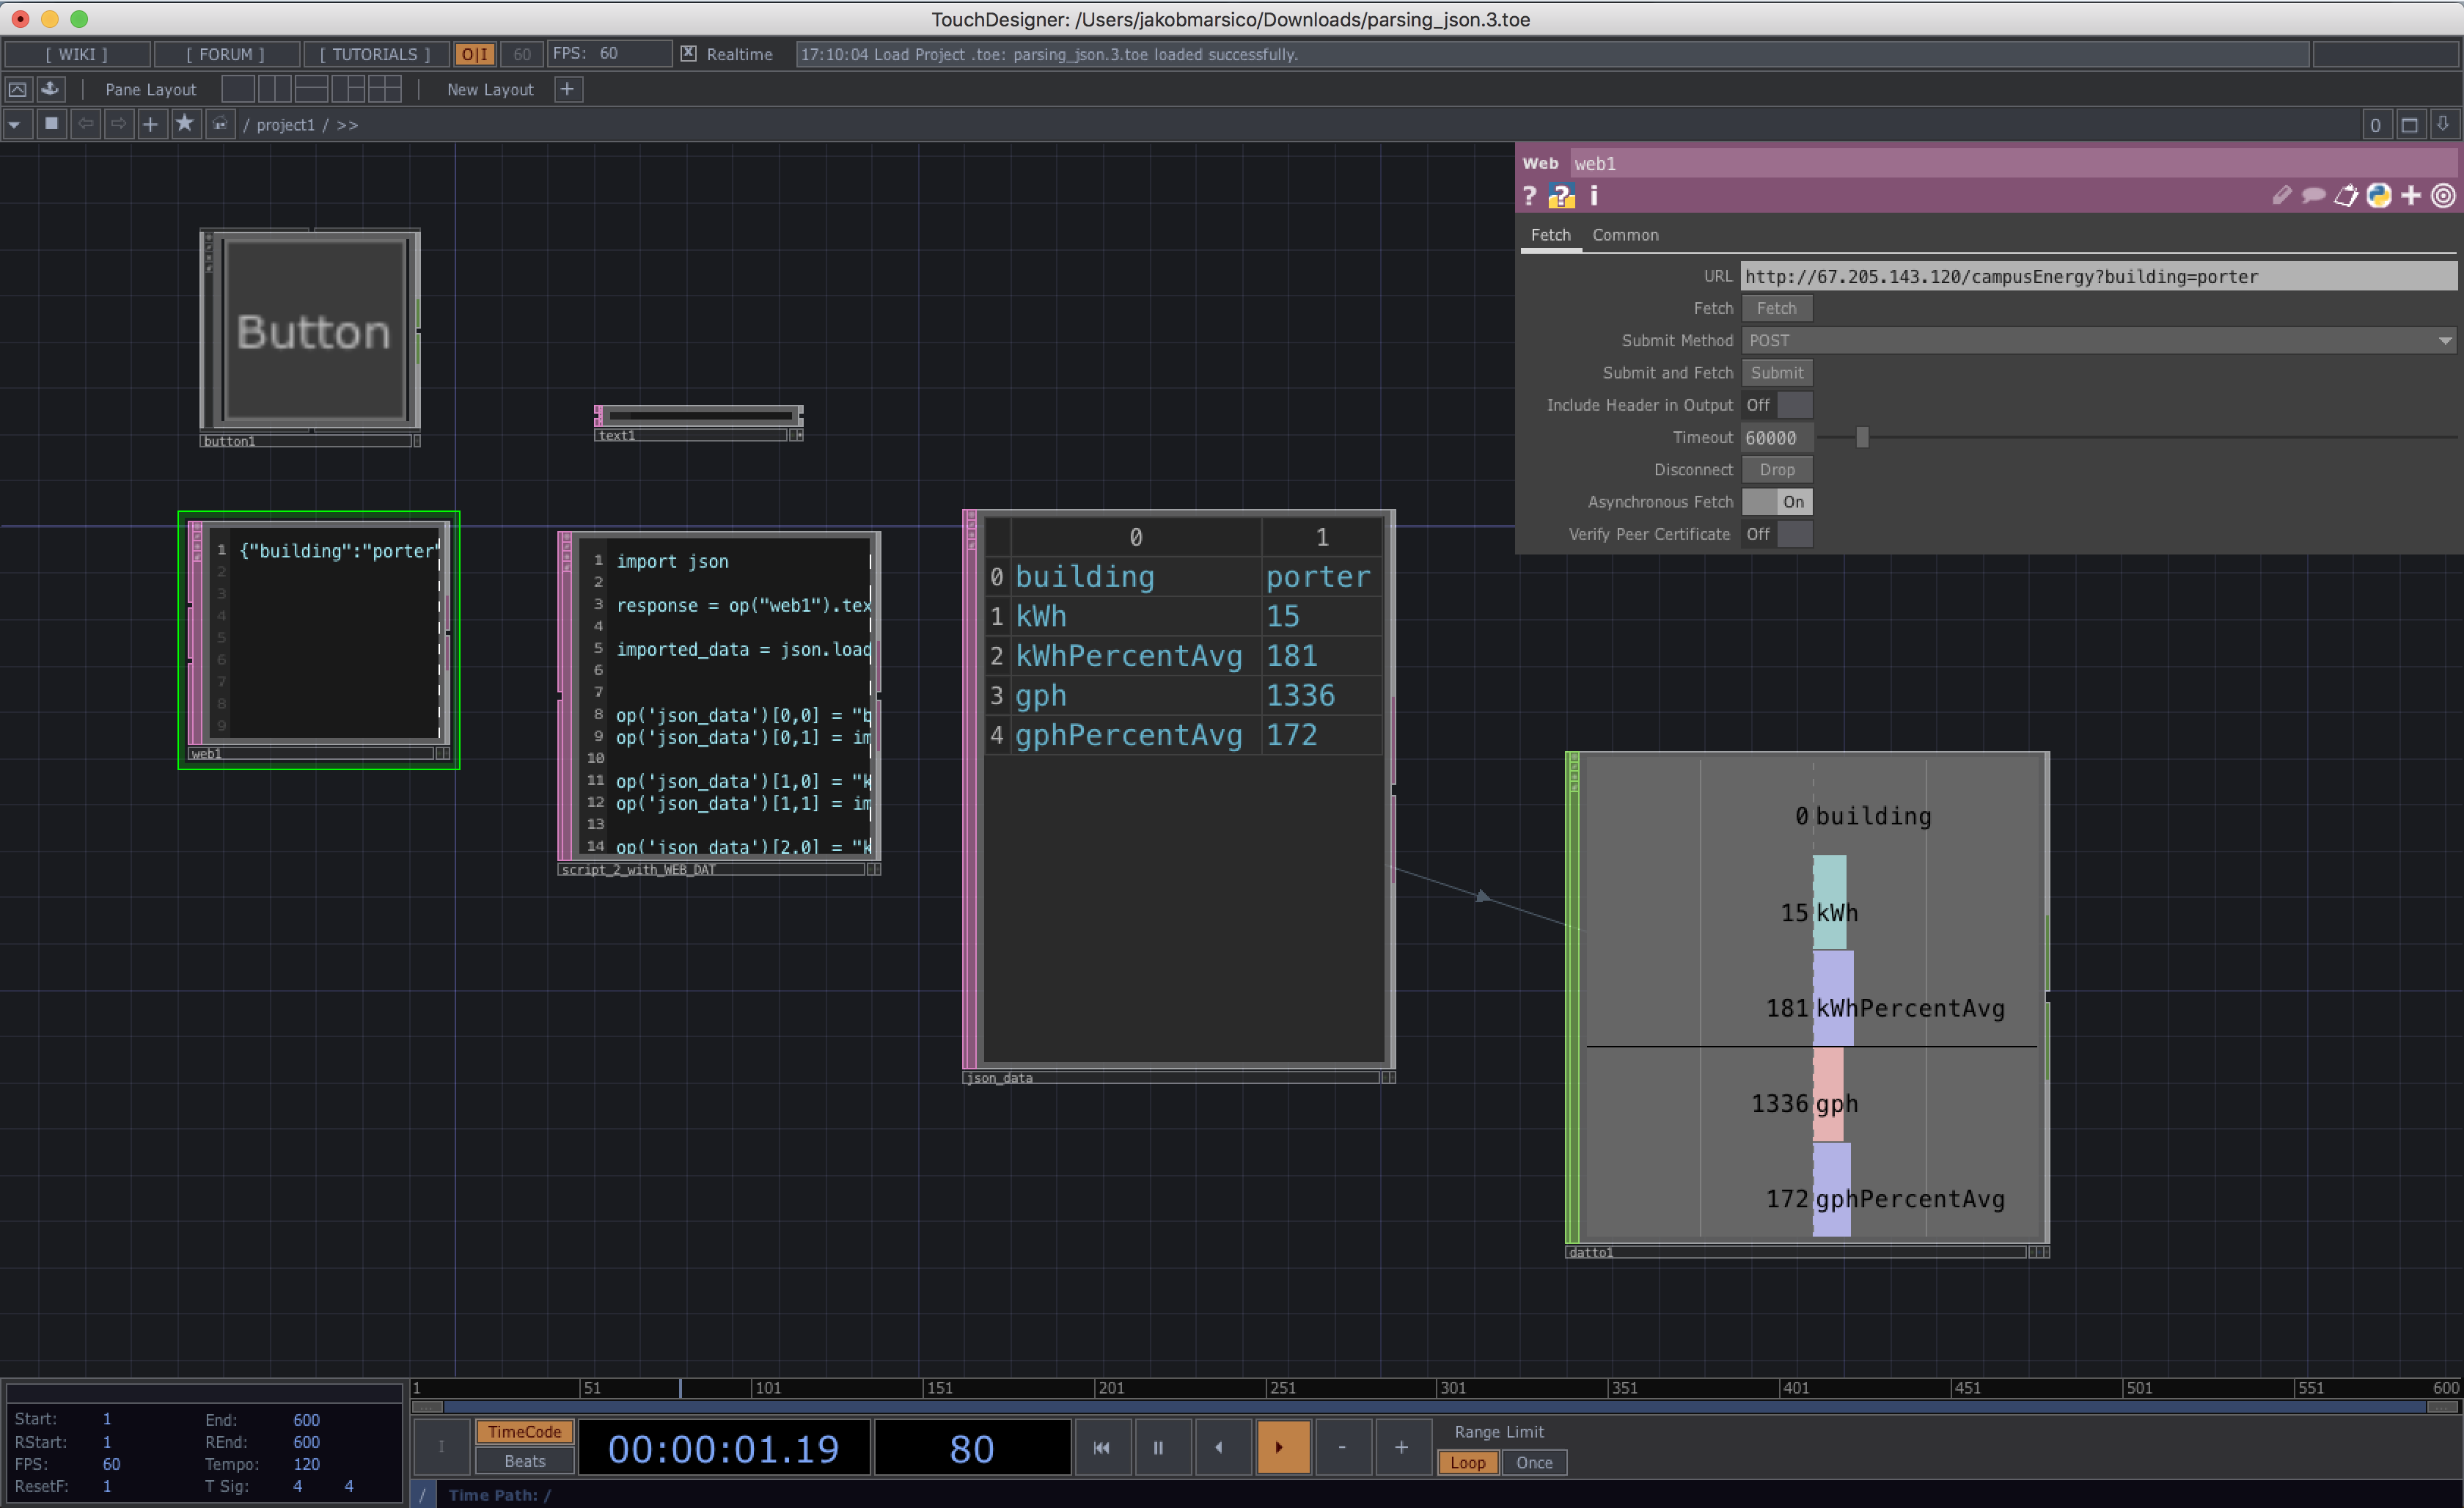 TouchDesigner: /Users/jakobmarsico/Downloads/parsing_json.3.toe
[ WIKI ] [ FORUM ] [ TUTORIALS ] O|I 60 FPS: 60 Realtime 17:10:04 Load Project .toe: parsing_json.3.toe loaded successfully.
Pane Layout New Layout +
/ project1 / >> 0
Web web1
? ? i
Fetch Common
URL http://67.205.143.120/campusEnergy?building=porter
Fetch Fetch
Submit Method POST
Submit and Fetch Submit
Include Header in Output Off
Timeout 60000
Disconnect Drop
Asynchronous Fetch On
Verify Peer Certificate Off
Button
button1
text1
1 {"building":"porter"
2
3
4
5
6
7
8
9
web1
1 import json
2
3 response = op("web1").tex
4
5 imported_data = json.load
6
7
8 op('json_data')[0,0] = "b
9 op('json_data')[0,1] = im
10
11 op('json_data')[1,0] = "k
12 op('json_data')[1,1] = im
13
14 op('json_data')[2,0] = "k
script_2_with_WEB_DAT
0 1
0 building porter
1 kWh 15
2 kWhPercentAvg 181
3 gph 1336
4 gphPercentAvg 172
json_data
0 building
15 kWh
181 kWhPercentAvg
1336 gph
172 gphPercentAvg
datto1
1 51 101 151 201 251 301 351 401 451 501 551 600
Start: 1 End: 600
RStart: 1 REnd: 600
FPS: 60 Tempo: 120
ResetF: 1 T Sig: 4 4
I
TimeCode
Beats
00:00:01.19
80
- +
Range Limit
Loop Once
/ Time Path: /